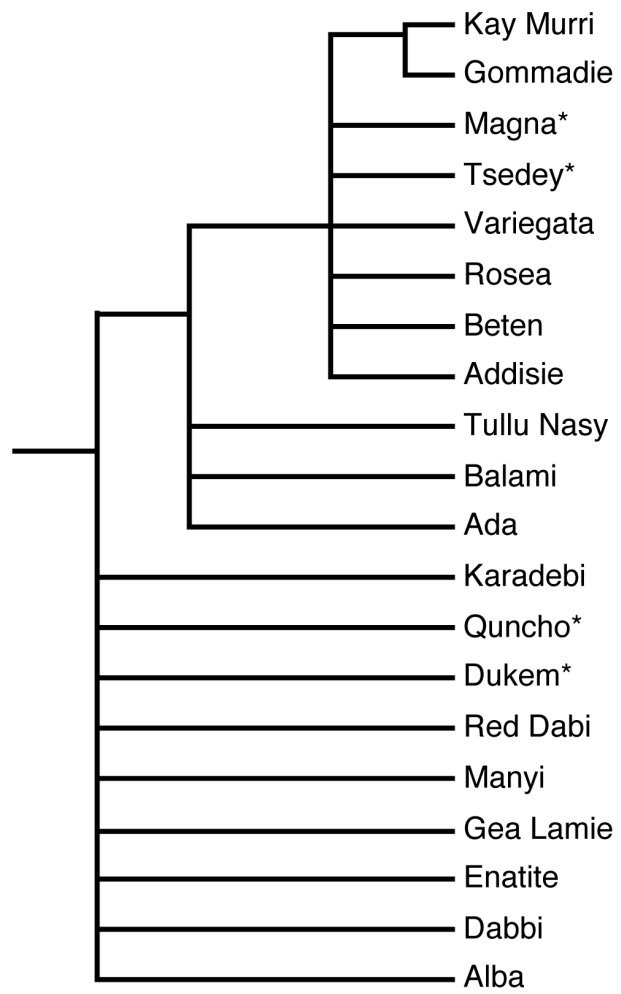 Kay Murri
Gommadie
Magna*
Tsedey*
Variegata
Rosea
Beten
Addisie
Tullu Nasy
Balami
Ada
Karadebi
Quncho*
Dukem*
Red Dabi
Manyi
Gea Lamie
Enatite
Dabbi
Alba